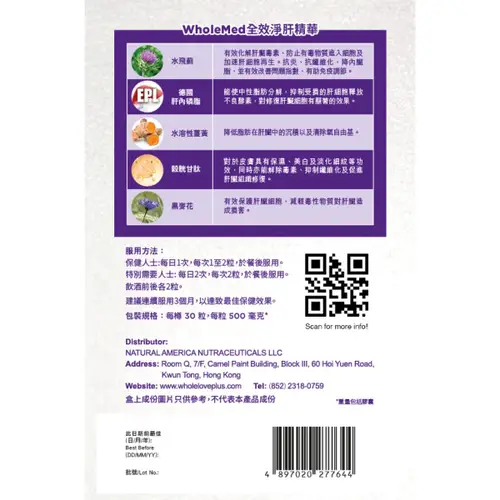 WholeMed全效淨肝精華
水飛薊
有效化解肝臟毒素，防止有毒物質進入細胞及
加速肝細胞再生。抗炎，抗纖維化，降內臟
脂，並有效改善問題指數，有助免疫調節。
EPL
德國
肝內磷脂
能使中性脂肪分解，抑制受損的肝細胞釋放
不良酵素，對修復肝臟細胞有顯著的效果。
水溶性薑黃
降低脂肪在肝臟中的沉積以及清除氧自由基。
穀胱甘肽
對於皮膚具有保濕、美白及淡化細紋等功
效，同時亦能解除毒素、抑制纖維化及促進
肝臟組織修復。
黑麥花
有效保護肝臟細胞，減輕毒性物質對肝臟造
成損害。
服用方法：
保健人士：每日1次，每次1至2粒，於餐後服用。
特別需要人士：每日2次，每次2粒，於餐後服用。
飲酒前後各2粒。
建議連續服用3個月，以達致最佳保健效果。
包裝規格：每樽 30 粒，每粒 500 毫克*
Scan for more info!
Distributor:
NATURAL AMERICA NUTRACEUTICALS LLC
Address: Room Q, 7/F, Camel Paint Building, Block III, 60 Hoi Yuen Road,
Kwun Tong, Hong Kong
Website: www.wholeloveplus.com Tel: (852) 2318-0759
盒上成份圖片只供參考，不代表本產品成份
*重量包括膠囊
此日期前最佳
(日/月/年):
Best Before
(DD/MM/YY):
批號/Lot No.:
4 897020 277644